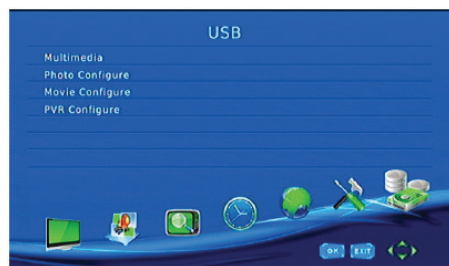 USB
Multimedia
Photo Configure
Movie Configure
PVR Configure
OK EXIT